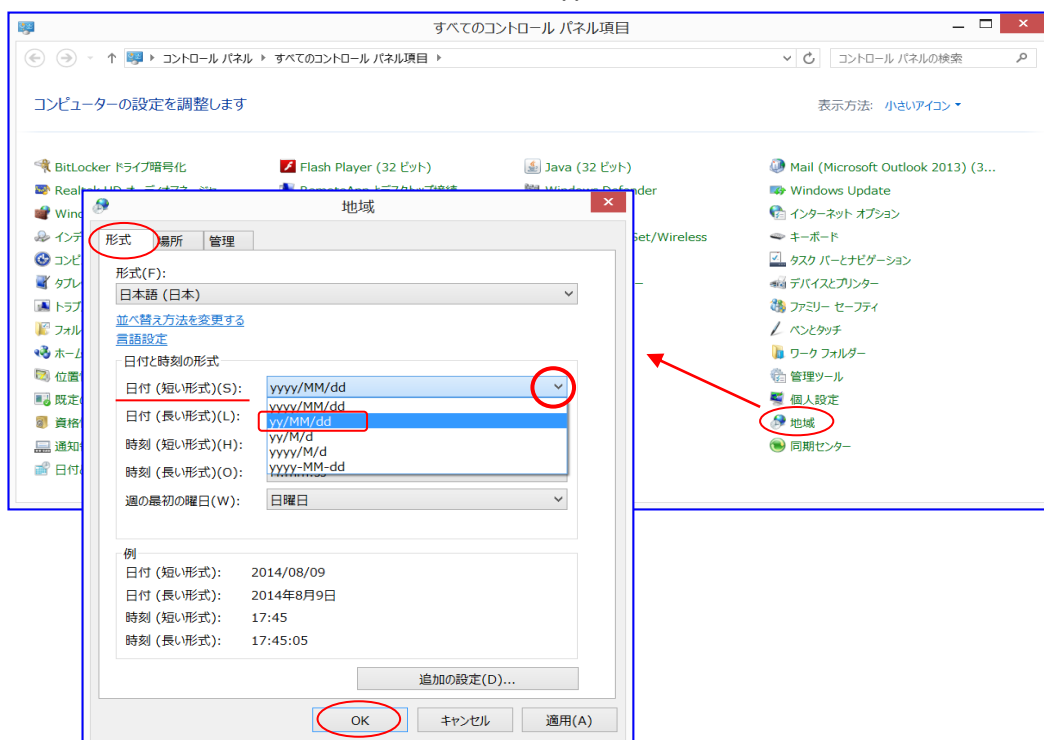 すべてのコントロール パネル項目
コントロール パネル すべてのコントロール パネル項目
コントロール パネルの検索
コンピューターの設定を調整します
表示方法: 小さいアイコン
BitLocker ドライブ暗号化
Flash Player (32 ビット)
Java (32 ビット)
Mail (Microsoft Outlook 2013) (3...
Windows Update
インターネット オプション
キーボード
タスク バーとナビゲーション
デバイスとプリンター
ファミリー セーフティ
ペンとタッチ
ワーク フォルダー
管理ツール
個人設定
地域
同期センター
Set/Wireless
地域
形式 場所 管理
形式(F):
日本語 (日本)
並べ替え方法を変更する
言語設定
日付と時刻の形式
日付 (短い形式)(S): yyyy/MM/dd
yyyy/MM/dd
日付 (長い形式)(L):
yy/MM/dd
yy/M/d
時刻 (短い形式)(H):
yyyy/M/d
yyyy-MM-dd
時刻 (長い形式)(O):
週の最初の曜日(W): 日曜日
例
日付 (短い形式): 2014/08/09
日付 (長い形式): 2014年8月9日
時刻 (短い形式): 17:45
時刻 (長い形式): 17:45:05
追加の設定(D)...
OK キャンセル 適用(A)